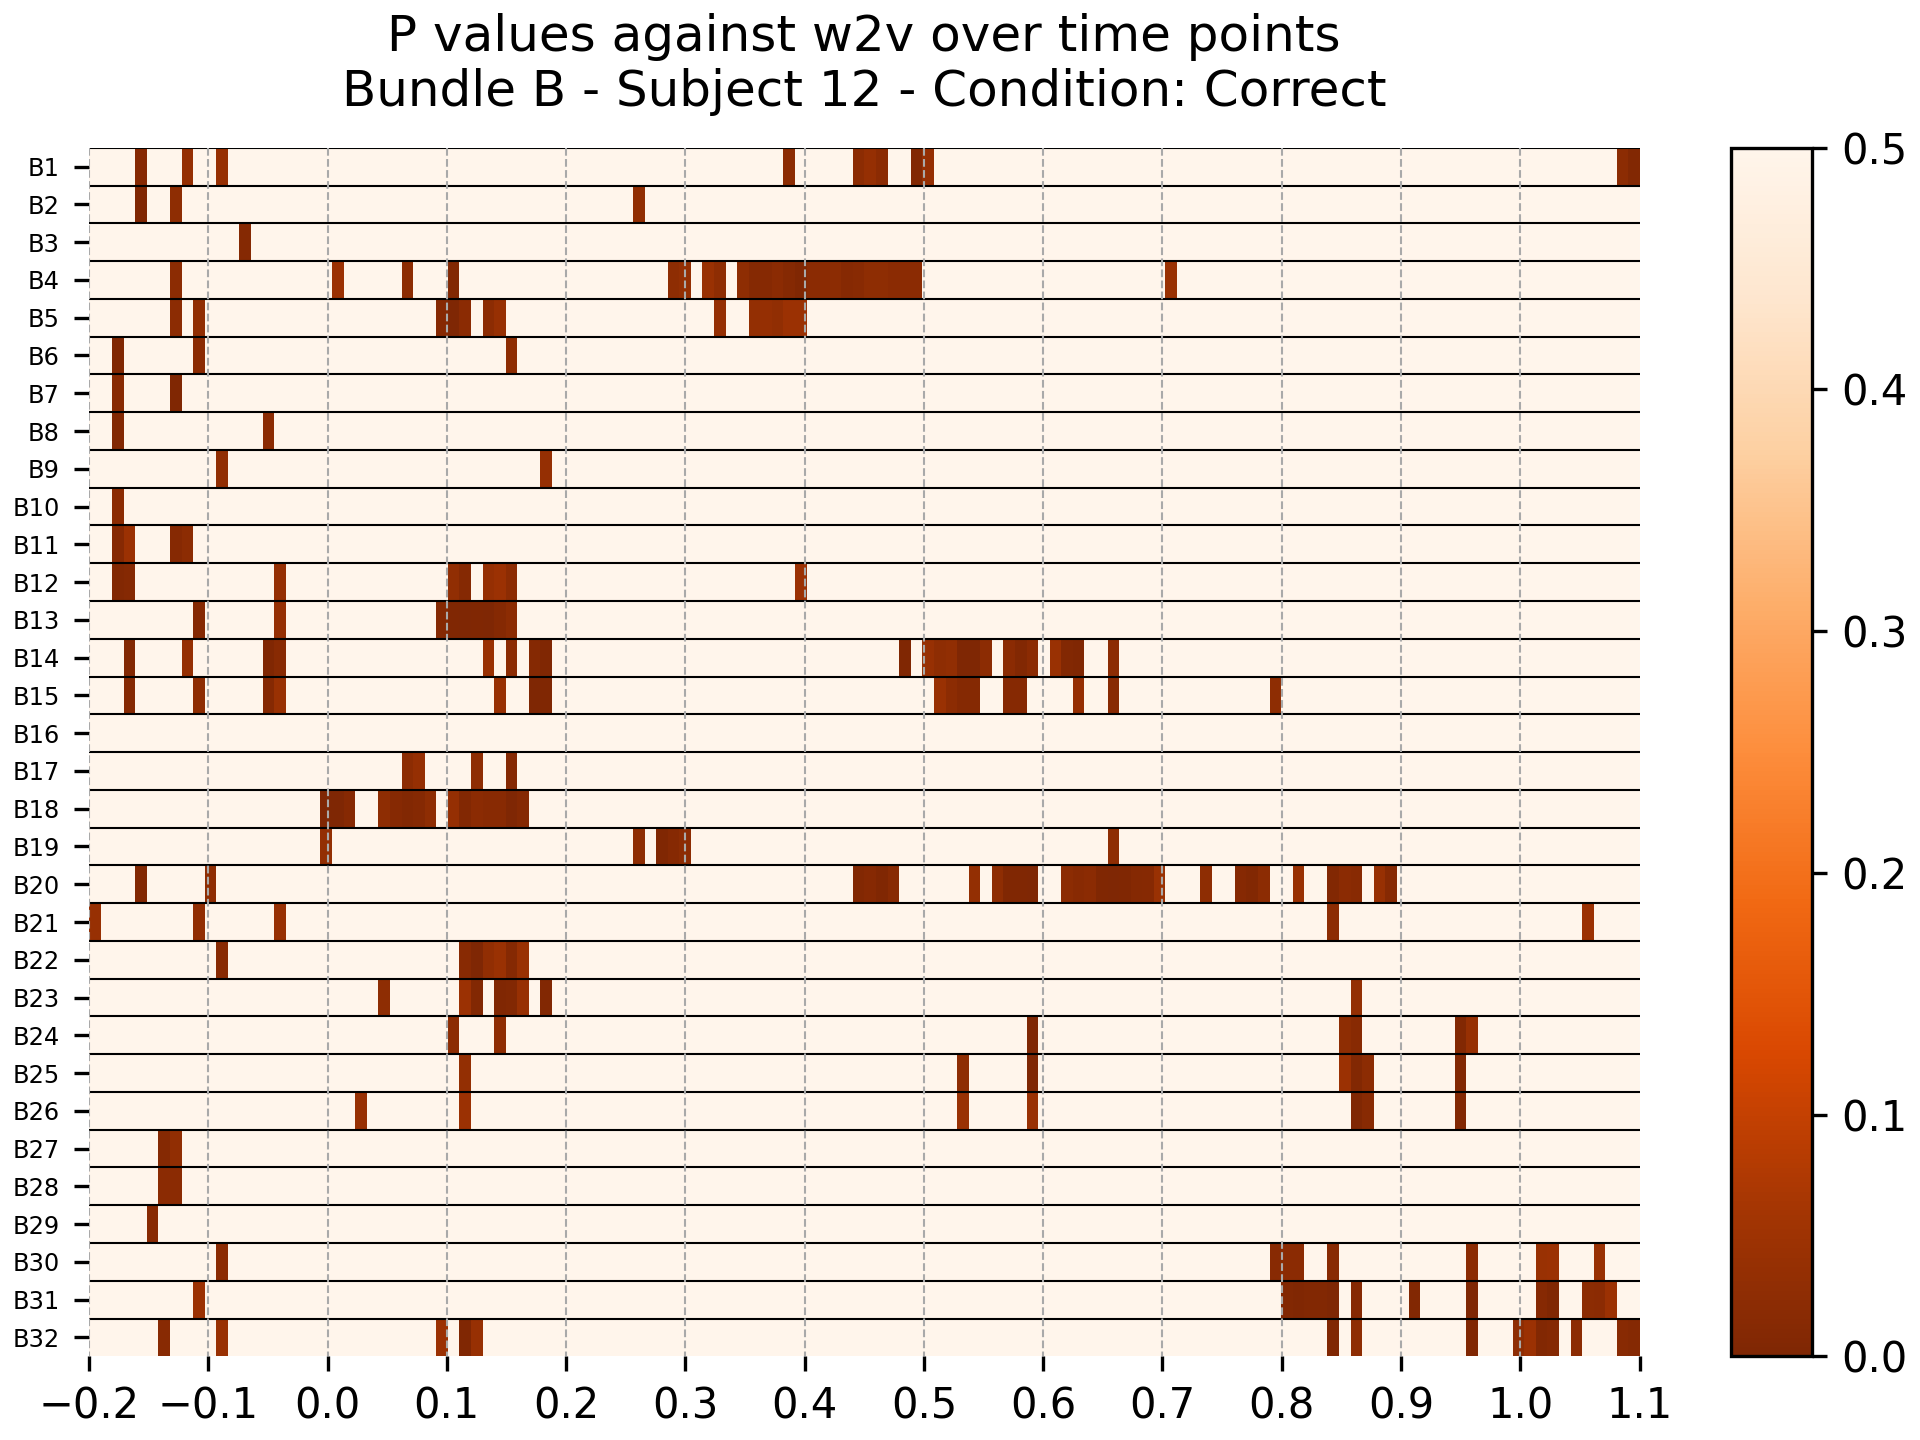 P values against w2v over time points
Bundle B - Subject 12 - Condition: Correct
B1
B2
B3
B4
B5
B6
B7
B8
B9
B10
B11
B12
B13
B14
B15
B16
B17
B18
B19
B20
B21
B22
B23
B24
B25
B26
B27
B28
B29
B30
B31
B32
−0.2 −0.1 0.0 0.1 0.2 0.3 0.4 0.5 0.6 0.7 0.8 0.9 1.0 1.1
0.5
0.4
0.3
0.2
0.1
0.0